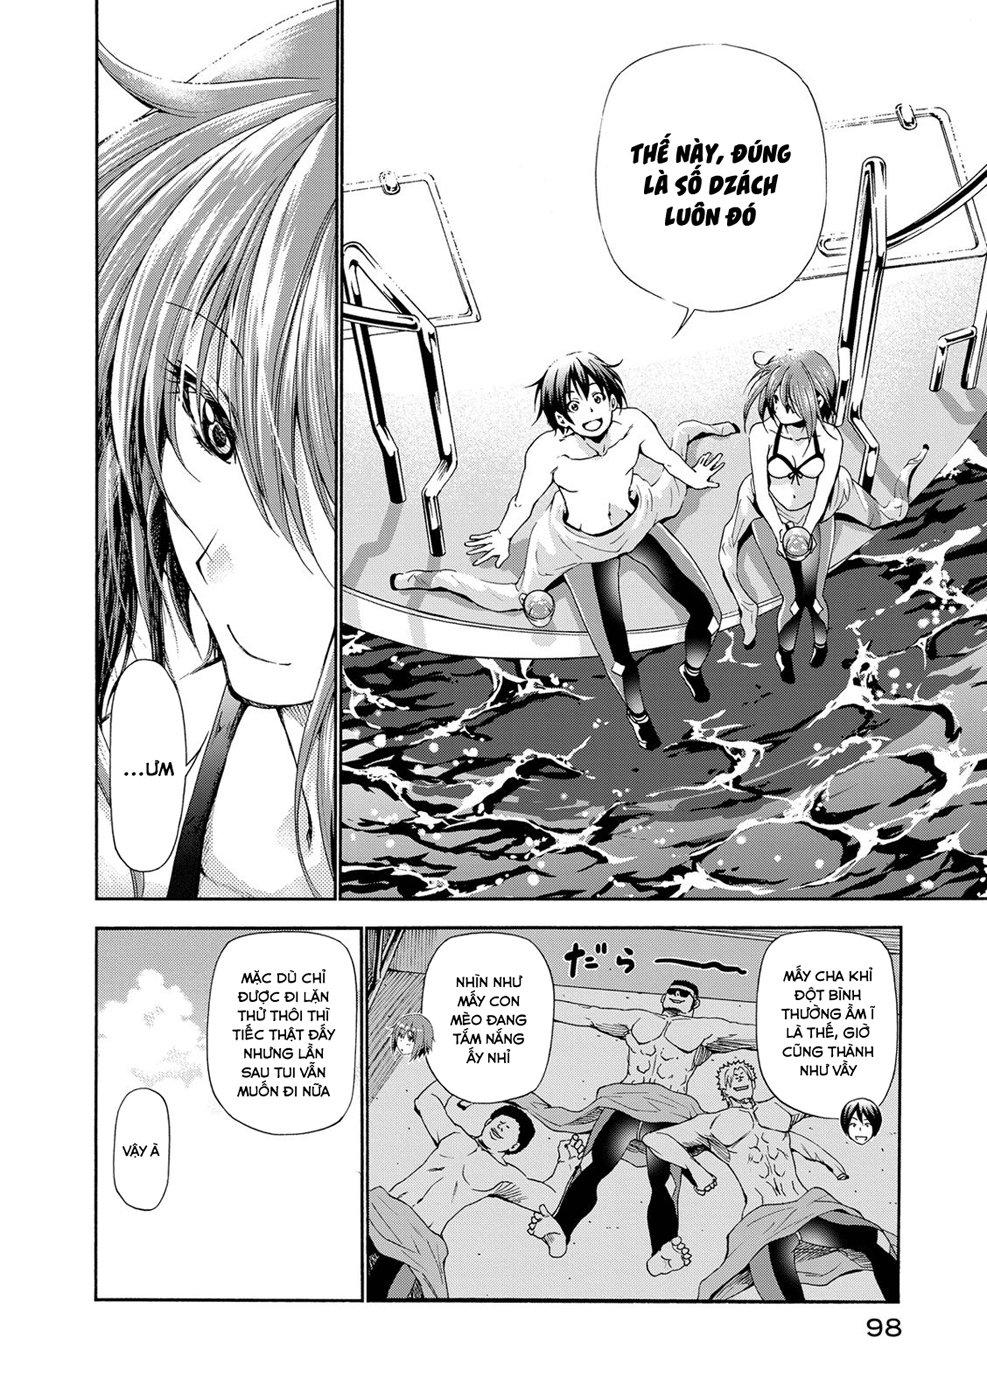 THẾ NÀY, ĐÚNG
LÀ SỐ DZÁCH
LUÔN ĐÓ
...ƯM
MẤY CHA KHỈ
ĐỘT BÌNH
THƯỜNG ẦM Ĩ
LÀ THẾ, GIỜ
CŨNG THÀNH
NHƯ VẦY
だらー
NHÌN NHƯ
MẤY CON
MÈO ĐANG
TẮM NẮNG
ẤY NHỈ
MẶC DÙ CHỈ
ĐƯỢC ĐI LẶN
THỬ THÔI THÌ
TIẾC THẬT ĐẤY
NHƯNG LẦN
SAU TUI VẪN
MUỐN ĐI NỮA
VẬY À
98